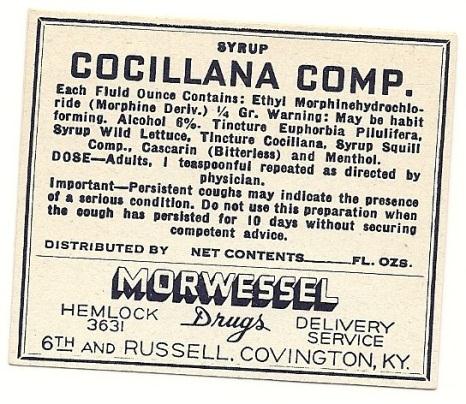 SYRUP
COCILLANA COMP.
Each Fluid Ounce Contains: Ethyl Morphinehydrochlo-
ride (Morphine Deriv.) ¼ Gr. Warning: May be habit
forming. Alcohol 6%. Tincture Euphorbia Pilulifera,
Syrup Wild Lettuce, Tincture Cocillana, Syrup Squill
Comp., Cascarin (Bitterless) and Menthol.
DOSE—Adults, 1 teaspoonful repeated as directed by
physician.
Important—Persistent coughs may indicate the presence
of a serious condition. Do not use this preparation when
the cough has persisted for 10 days without securing
competent advice.
DISTRIBUTED BY NET CONTENTS______FL. OZS.
MORWESSEL
HEMLOCK 3631 Drugs DELIVERY SERVICE
6TH AND RUSSELL. COVINGTON, KY.